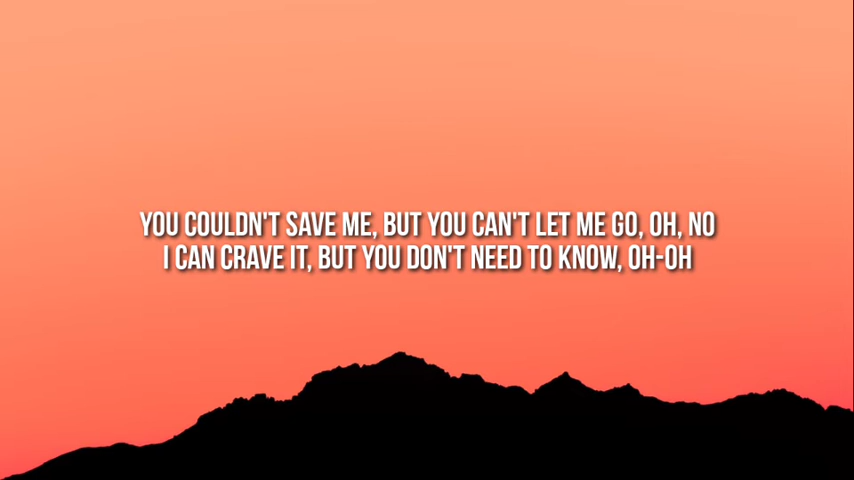 YOU COULDN'T SAVE ME, BUT YOU CAN'T LET ME GO, OH, NO
I CAN CRAVE IT, BUT YOU DON'T NEED TO KNOW, OH-OH